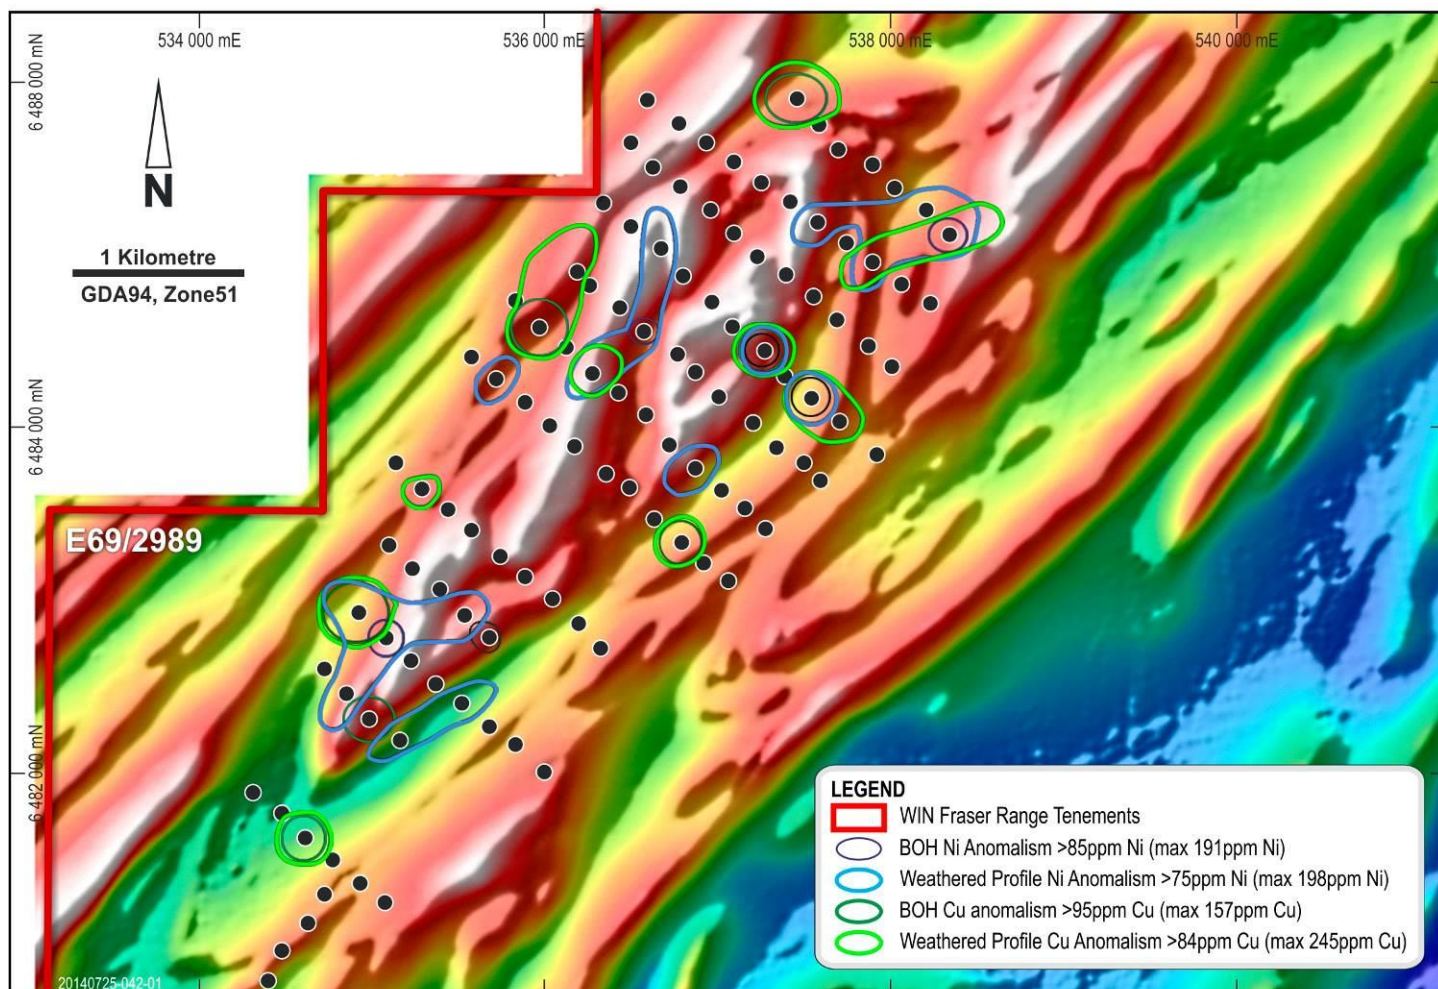 534 000 mE
536 000 mE
538 000 mE
540 000 mE
6 488 000 mN
N
1 Kilometre
GDA94, Zone51
6 484 000 mN
E69/2989
6 482 000 mN
LEGEND
WIN Fraser Range Tenements
BOH Ni Anomalism >85ppm Ni (max 191ppm Ni)
Weathered Profile Ni Anomalism >75ppm Ni (max 198ppm Ni)
BOH Cu anomalism >95ppm Cu (max 157ppm Cu)
Weathered Profile Cu Anomalism >84ppm Cu (max 245ppm Cu)
20140725-042-01